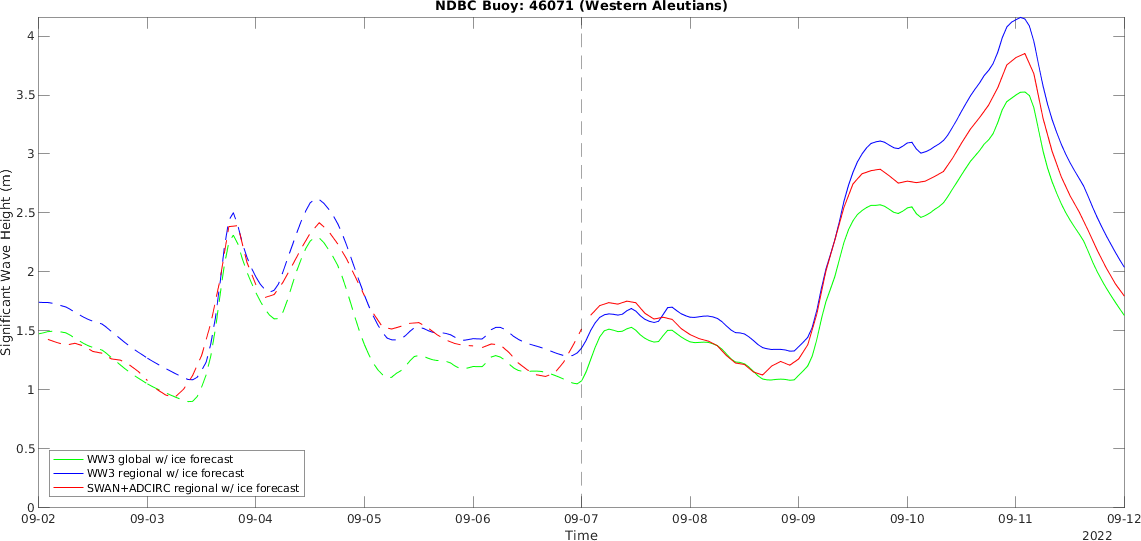 NDBC Buoy: 46071 (Western Aleutians)
Significant Wave Height (m)
4
3.5
3
2.5
2
1.5
1
0.5
0
WW3 global w/ ice forecast
WW3 regional w/ ice forecast
SWAN+ADCIRC regional w/ ice forecast
09-02 09-03 09-04 09-05 09-07 09-08 09-09 09-10 09-11 09-12
Time
2022